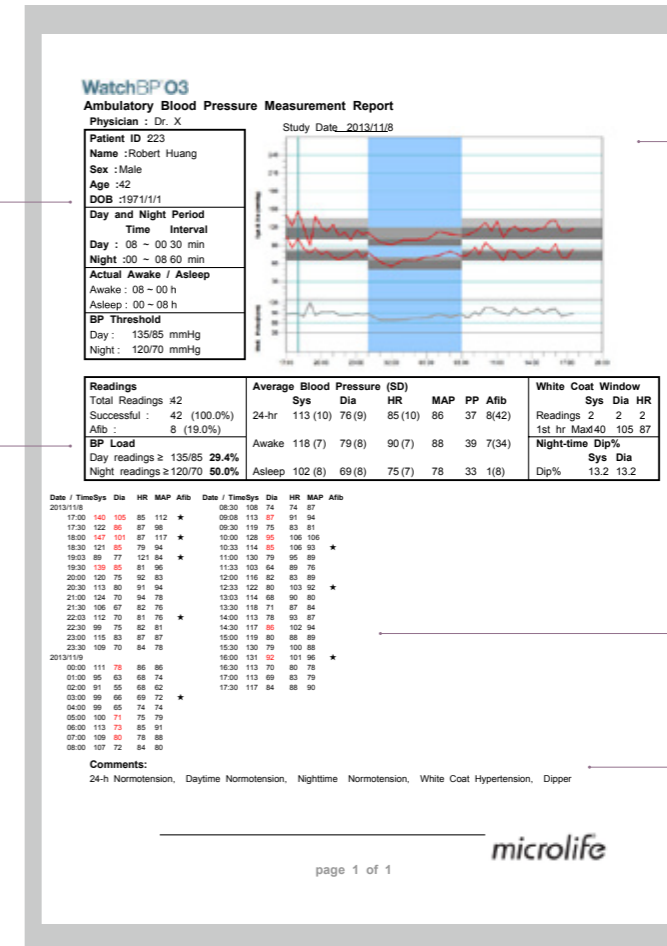 WatchBP O3
Ambulatory Blood Pressure Measurement Report
Physician : Dr. X
Study Date 2013/11/8
Patient ID 223
Name :Robert Huang
Sex :Male
Age :42
DOB :1971/1/1
Day and Night Period
Time Interval
Day : 08 ~ 00 30 min
Night :00 ~ 08 60 min
Actual Awake / Asleep
Awake : 08 ~ 00 h
Asleep : 00 ~ 08 h
BP Threshold
Day : 135/85 mmHg
Night : 120/70 mmHg
Readings
Total Readings :42
Successful : 42 (100.0%)
Afib : 8 (19.0%)
BP Load
Day readings ≥ 135/85 29.4%
Night readings ≥ 120/70 50.0%
Average Blood Pressure (SD)
Sys Dia HR MAP PP Afib
24-hr 113 (10) 76 (9) 85 (10) 86 37 8(42)
Awake 118 (7) 79 (8) 90 (7) 88 39 7(34)
Asleep 102 (8) 69 (8) 75 (7) 78 33 1(8)
White Coat Window
Sys Dia HR
Readings 2 2 2
1st hr Max140 105 87
Night-time Dip%
Sys Dia
Dip% 13.2 13.2
Date / TimeSys Dia HR MAP Afib
2013/11/8
17:00 140 105 85 112 ★
17:30 122 86 87 98
18:00 147 101 87 117 ★
18:30 121 85 79 94
19:03 89 77 121 84 ★
19:30 139 85 81 96
20:00 120 75 92 83
20:30 113 80 91 94
21:00 124 70 94 78
21:30 106 67 82 76
22:03 112 70 81 76 ★
22:30 99 75 82 81
23:00 115 83 87 87
23:30 109 70 84 78
2013/11/9
00:00 111 78 86 86
01:00 95 63 68 74
02:00 91 55 68 62
03:00 99 66 69 72 ★
04:00 99 65 74 74
05:00 100 71 75 79
06:00 113 73 85 91
07:00 109 80 78 88
08:00 107 72 84 80
Date / TimeSys Dia HR MAP Afib
08:30 108 74 74 87
09:08 113 87 91 94
09:30 119 75 83 81
10:00 128 95 106 106
10:33 114 85 106 93 ★
11:00 130 79 95 89
11:33 103 64 89 76
12:00 116 82 83 89
12:33 122 80 103 92 ★
13:03 114 68 90 80
13:30 118 71 87 84
14:00 113 78 93 87
14:30 117 86 102 94
15:00 119 80 88 89
15:30 130 79 100 88
16:00 131 92 101 96 ★
16:30 113 70 80 78
17:00 113 69 83 79
17:30 117 84 88 90
Comments:
24-h Normotension, Daytime Normotension, Nighttime Normotension, White Coat Hypertension, Dipper
microlife
page 1 of 1